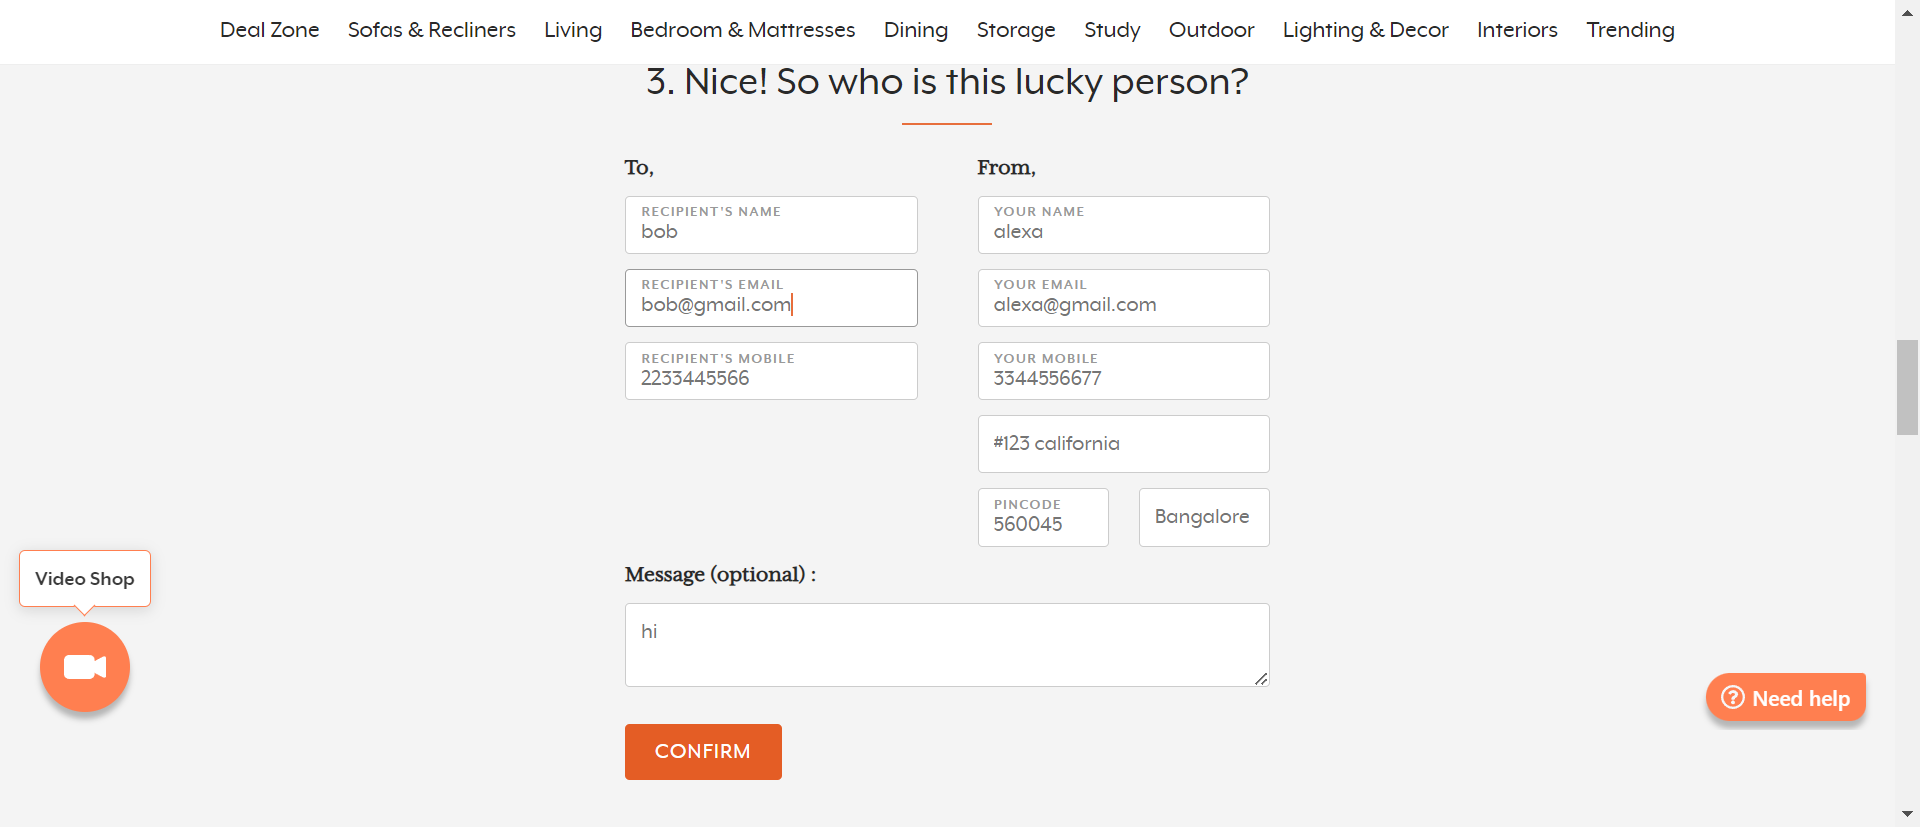 Deal Zone Sofas & Recliners Living Bedroom & Mattresses Dining Storage Study Outdoor Lighting & Decor Interiors Trending
3. Nice! So who is this lucky person?
To,
RECIPIENT'S NAME
bob
RECIPIENT'S EMAIL
bob@gmail.com
RECIPIENT'S MOBILE
2233445566
From,
YOUR NAME
alexa
YOUR EMAIL
alexa@gmail.com
YOUR MOBILE
3344556677
#123 california
PINCODE
560045
Bangalore
Message (optional) :
hi
CONFIRM
Video Shop
Need help